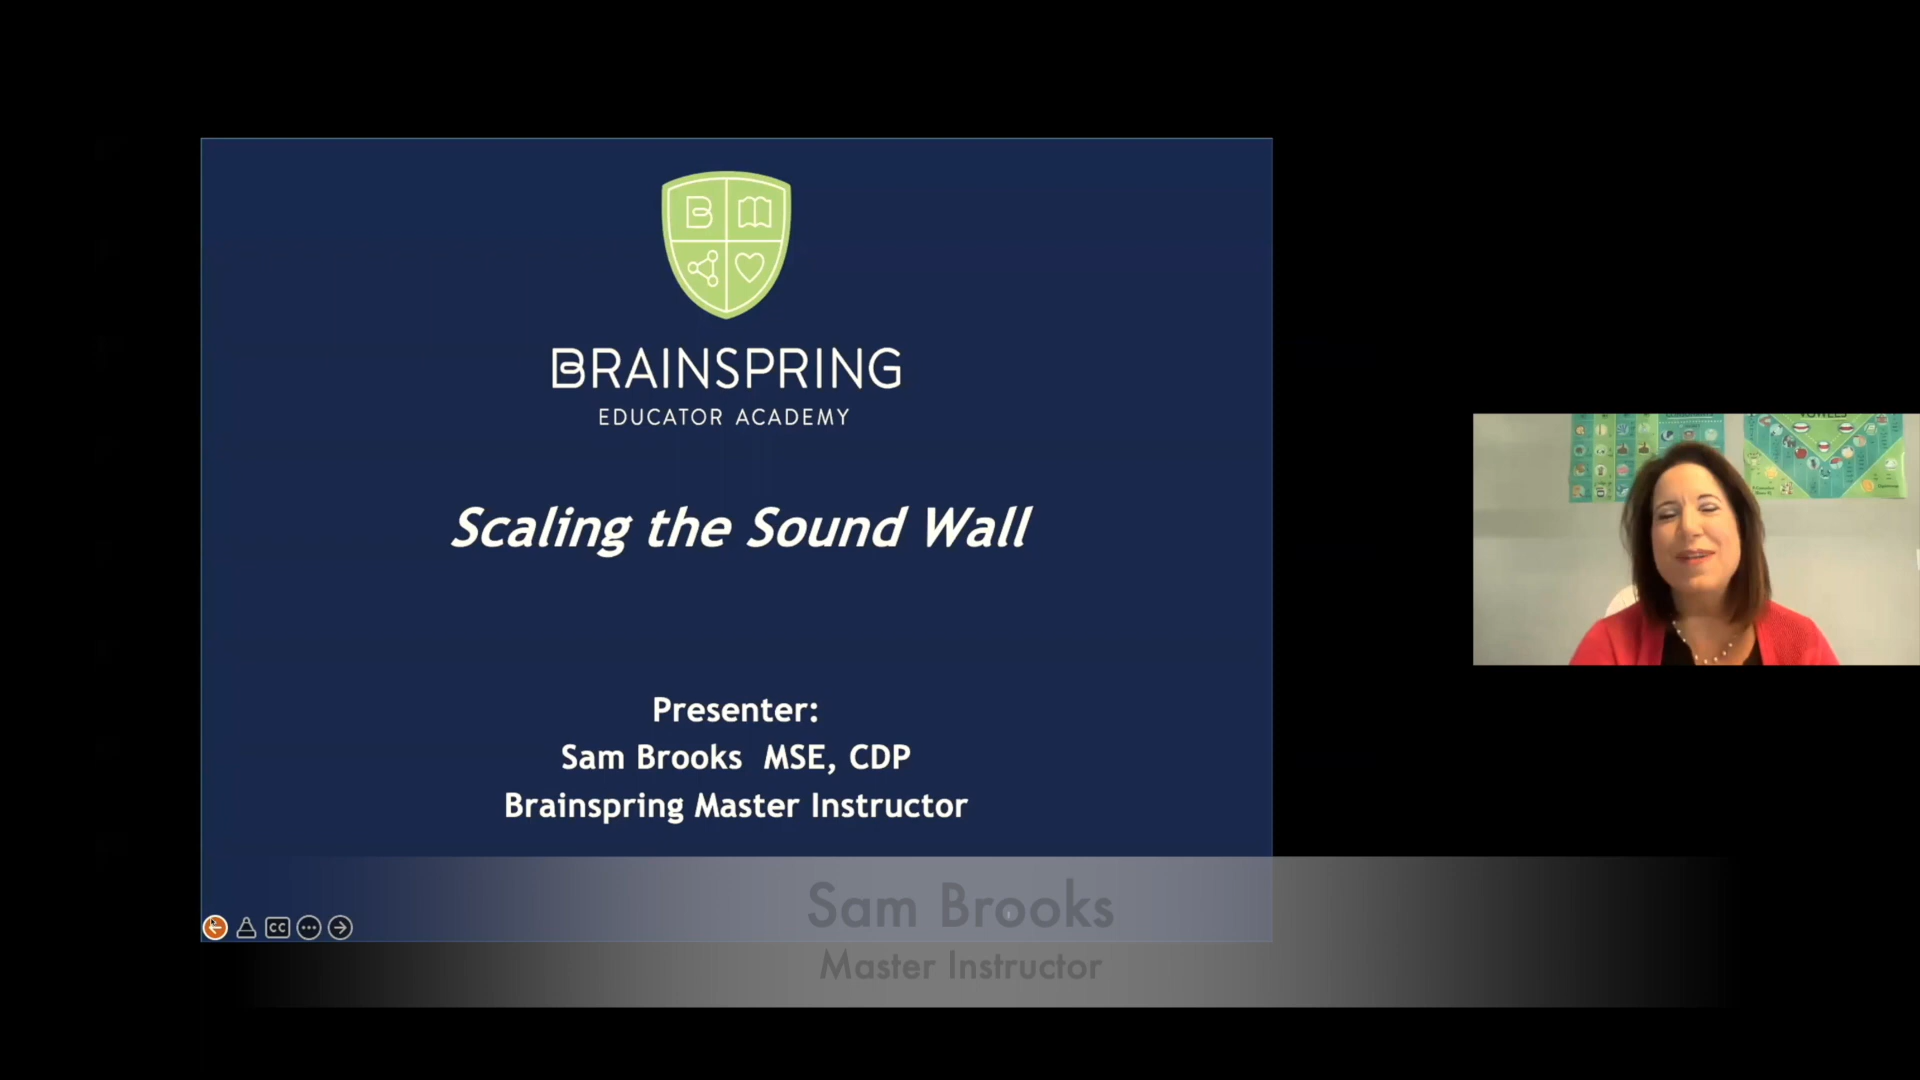 BRAINSPRING
EDUCATOR ACADEMY
Scaling the Sound Wall
Presenter:
Sam Brooks MSE, CDP
Brainspring Master Instructor
CC
Sam Brooks
Master Instructor